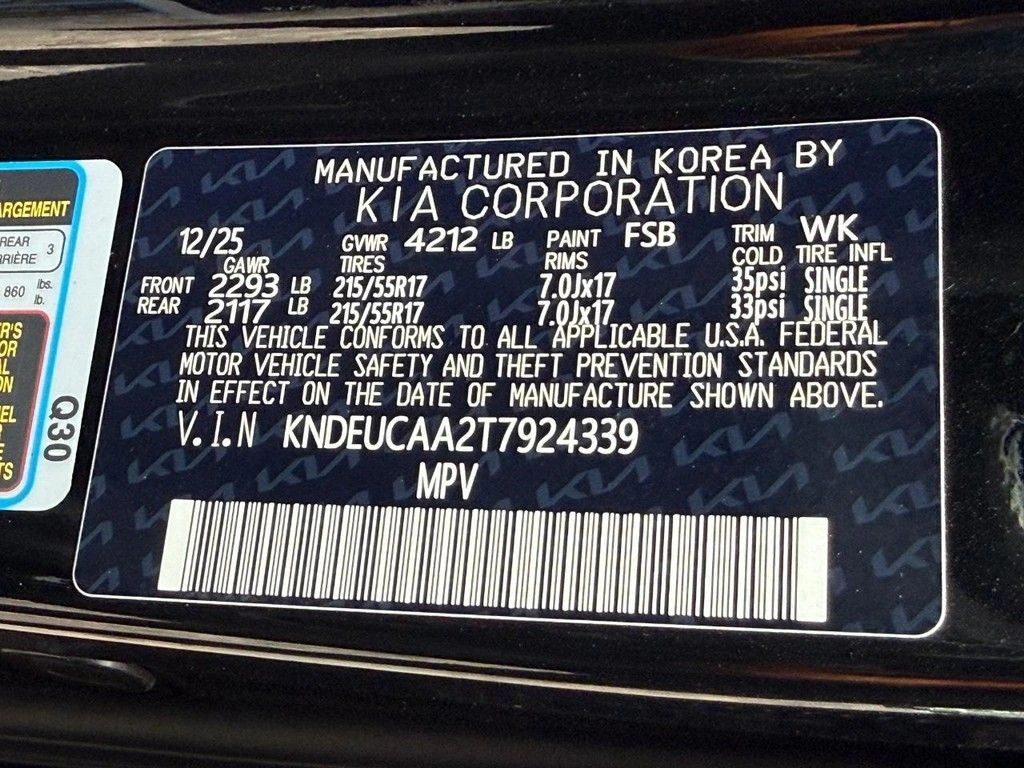 MANUFACTURED IN KOREA BY
KIA CORPORATION
12/25 GVWR 4212 LB PAINT FSB TRIM WK
GAWR TIRES RIMS COLD TIRE INFL
FRONT 2293 LB 215/55R17 7.0Jx17 35psi SINGLE
REAR 2117 LB 215/55R17 7.0Jx17 33psi SINGLE
THIS VEHICLE CONFORMS TO ALL APPLICABLE U.S.A. FEDERAL
MOTOR VEHICLE SAFETY AND THEFT PREVENTION STANDARDS
IN EFFECT ON THE DATE OF MANUFACTURE SHOWN ABOVE.
V.I.N KNDEUCAA2T7924339
MPV
ARGEMENT
REAR 3
RRIÈRE
860 lbs.
lb.
Q30